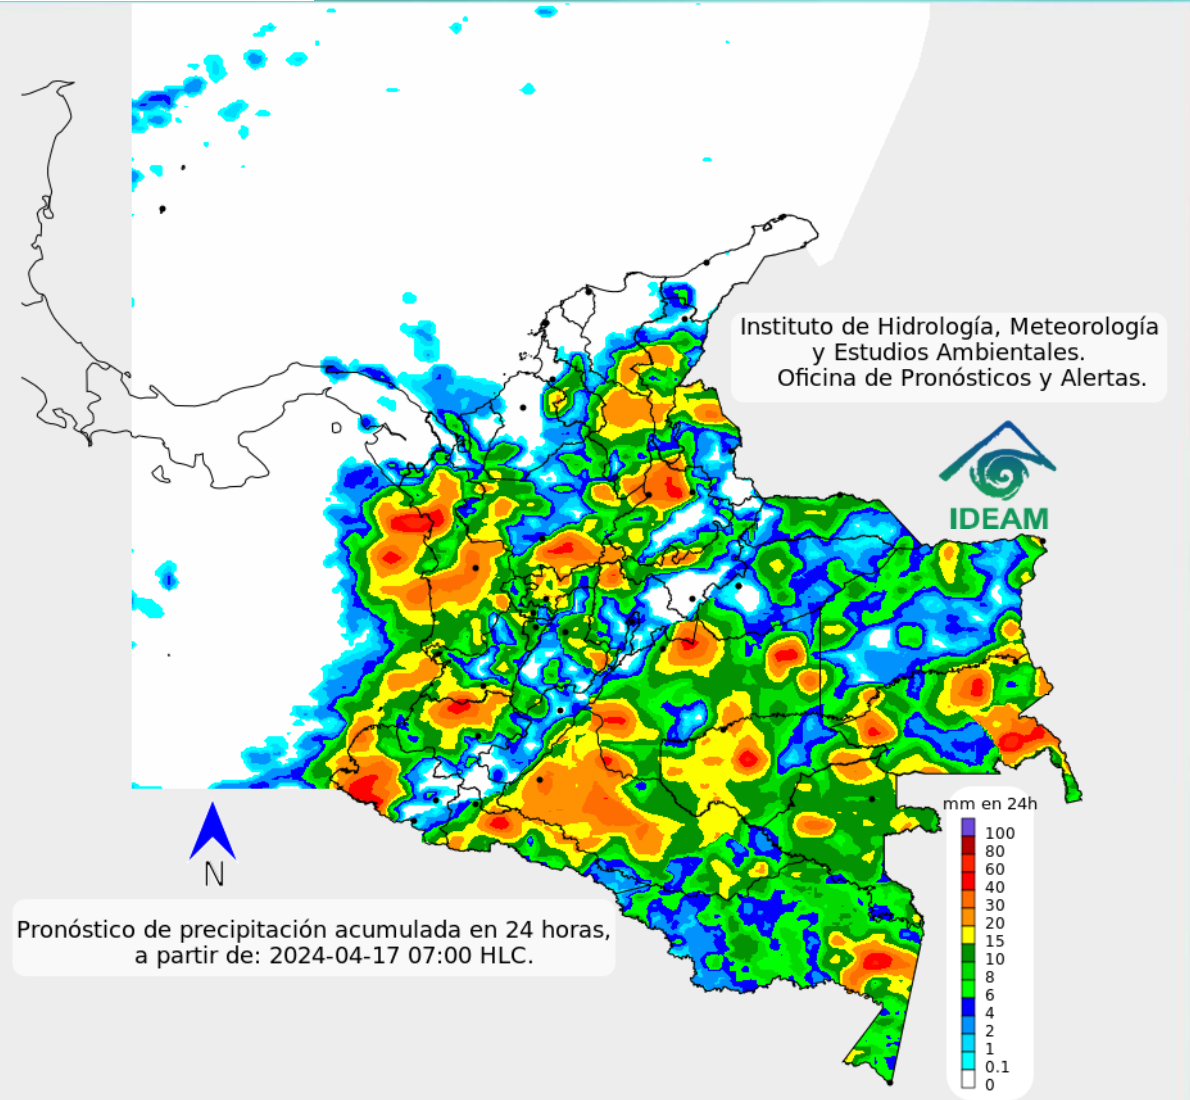 Instituto de Hidrología, Meteorología
y Estudios Ambientales.
Oficina de Pronósticos y Alertas.
IDEAM
mm en 24h
100
80
60
40
30
20
15
10
8
6
4
2
1
0.1
0
N
Pronóstico de precipitación acumulada en 24 horas,
a partir de: 2024-04-17 07:00 HLC.